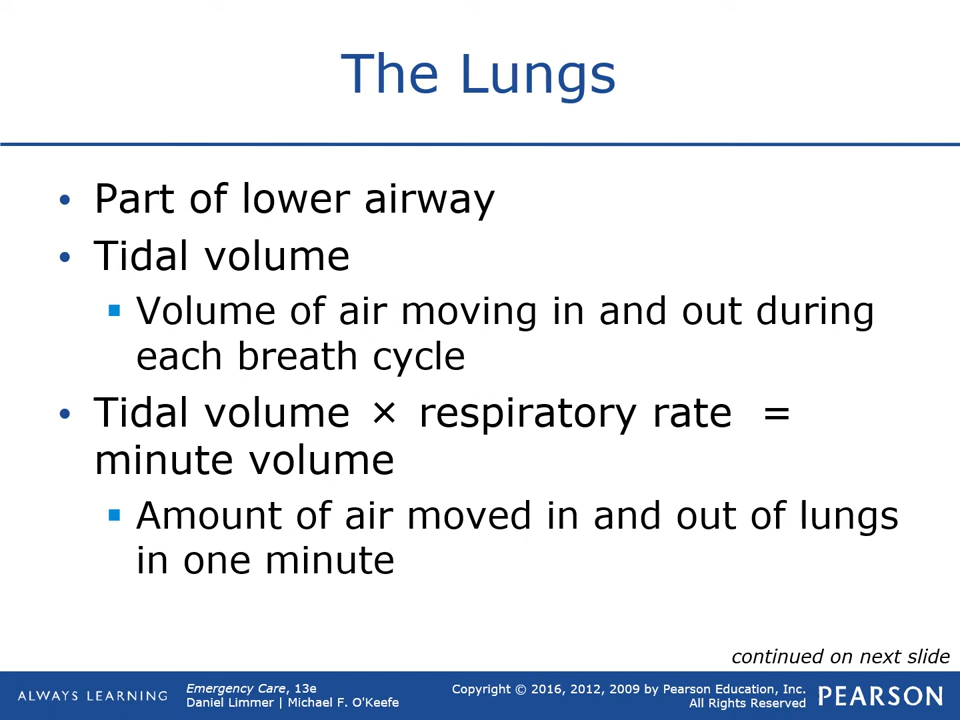 The Lungs
• Part of lower airway
• Tidal volume
▪ Volume of air moving in and out during
each breath cycle
• Tidal volume × respiratory rate =
minute volume
▪ Amount of air moved in and out of lungs
in one minute
continued on next slide
ALWAYS LEARNING
Emergency Care, 13e
Daniel Limmer | Michael F. O'Keefe
Copyright © 2016, 2012, 2009 by Pearson Education, Inc.
All Rights Reserved
PEARSON